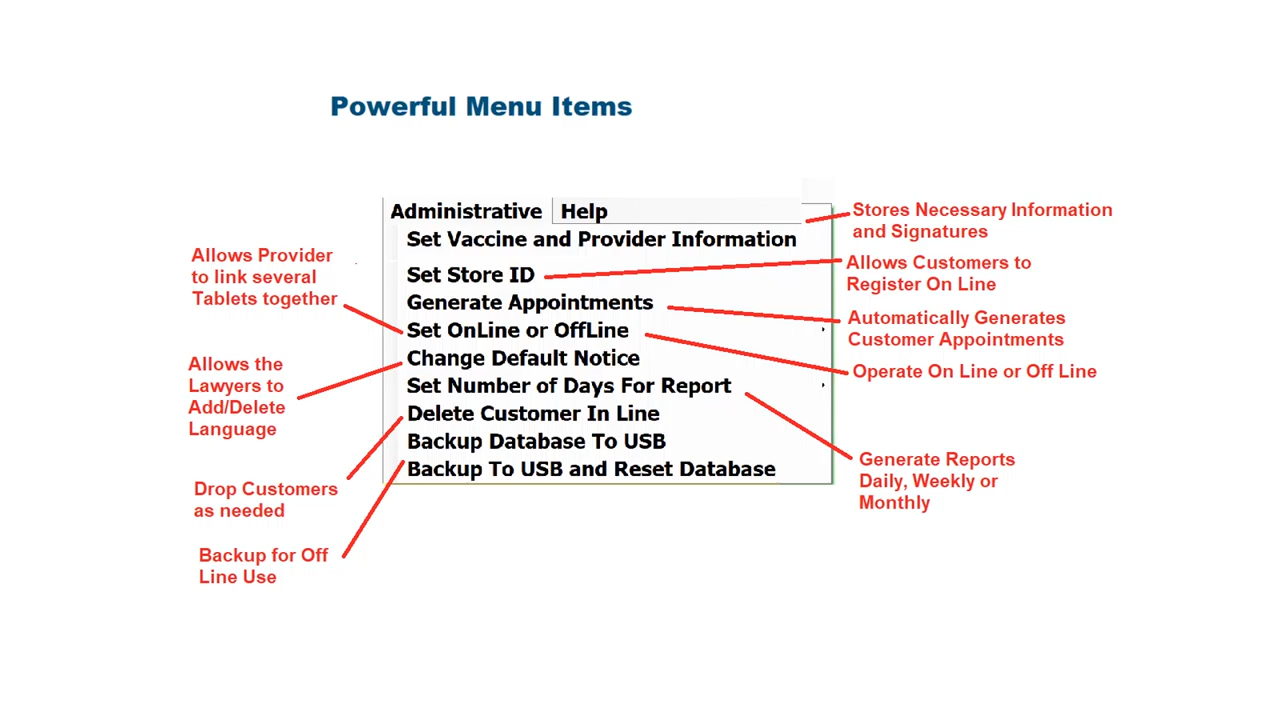 Powerful Menu Items
Administrative
Help
Set Vaccine and Provider Information
Set Store ID
Generate Appointments
Set OnLine or OffLine
Change Default Notice
Set Number of Days For Report
Delete Customer In Line
Backup Database To USB
Backup To USB and Reset Database
Allows Provider
to link several
Tablets together
Allows the
Lawyers to
Add/Delete
Language
Drop Customers
as needed
Backup for Off
Line Use
Stores Necessary Information
and Signatures
Allows Customers to
Register On Line
Automatically Generates
Customer Appointments
Operate On Line or Off Line
Generate Reports
Daily, Weekly or
Monthly